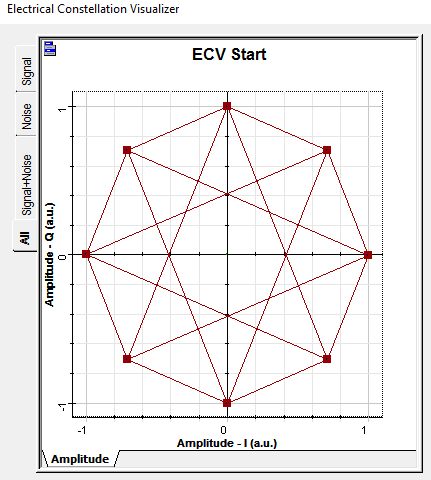 Electrical Constellation Visualizer
ECV Start
Signal
Noise
Signal+Noise
All
Amplitude - Q (a.u.)
1
0
-1
-1
0
1
Amplitude - I (a.u.)
Amplitude